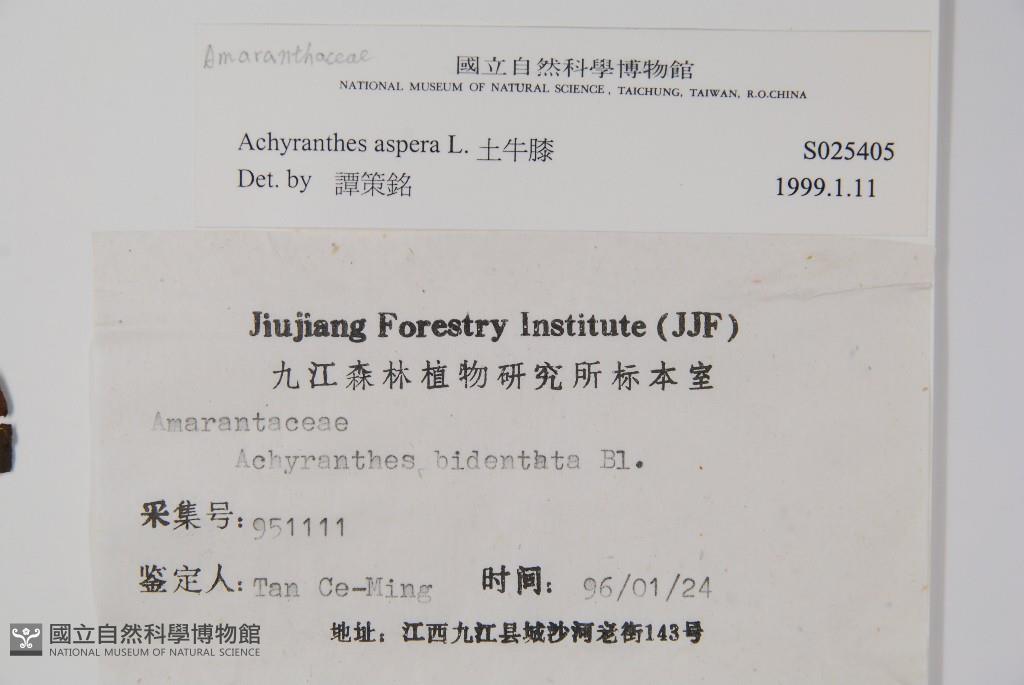 Amaranthaceae
國立自然科學博物館
NATIONAL MUSEUM OF NATURAL SCIENCE, TAICHUNG, TAIWAN, R.O.CHINA
Achyranthes aspera L. 土牛膝 S025405
Det. by 譚策銘 1999.1.11
Jiujiang Forestry Institute (JJF)
九江森林植物研究所标本室
Amarantaceae
Achyranthes bidentata Bl.
采集号: 951111
鉴定人: Tan Ce-Ming 时间: 96/01/24
地址: 江西九江县城沙河老街143号
國立自然科學博物館
NATIONAL MUSEUM OF NATURAL SCIENCE